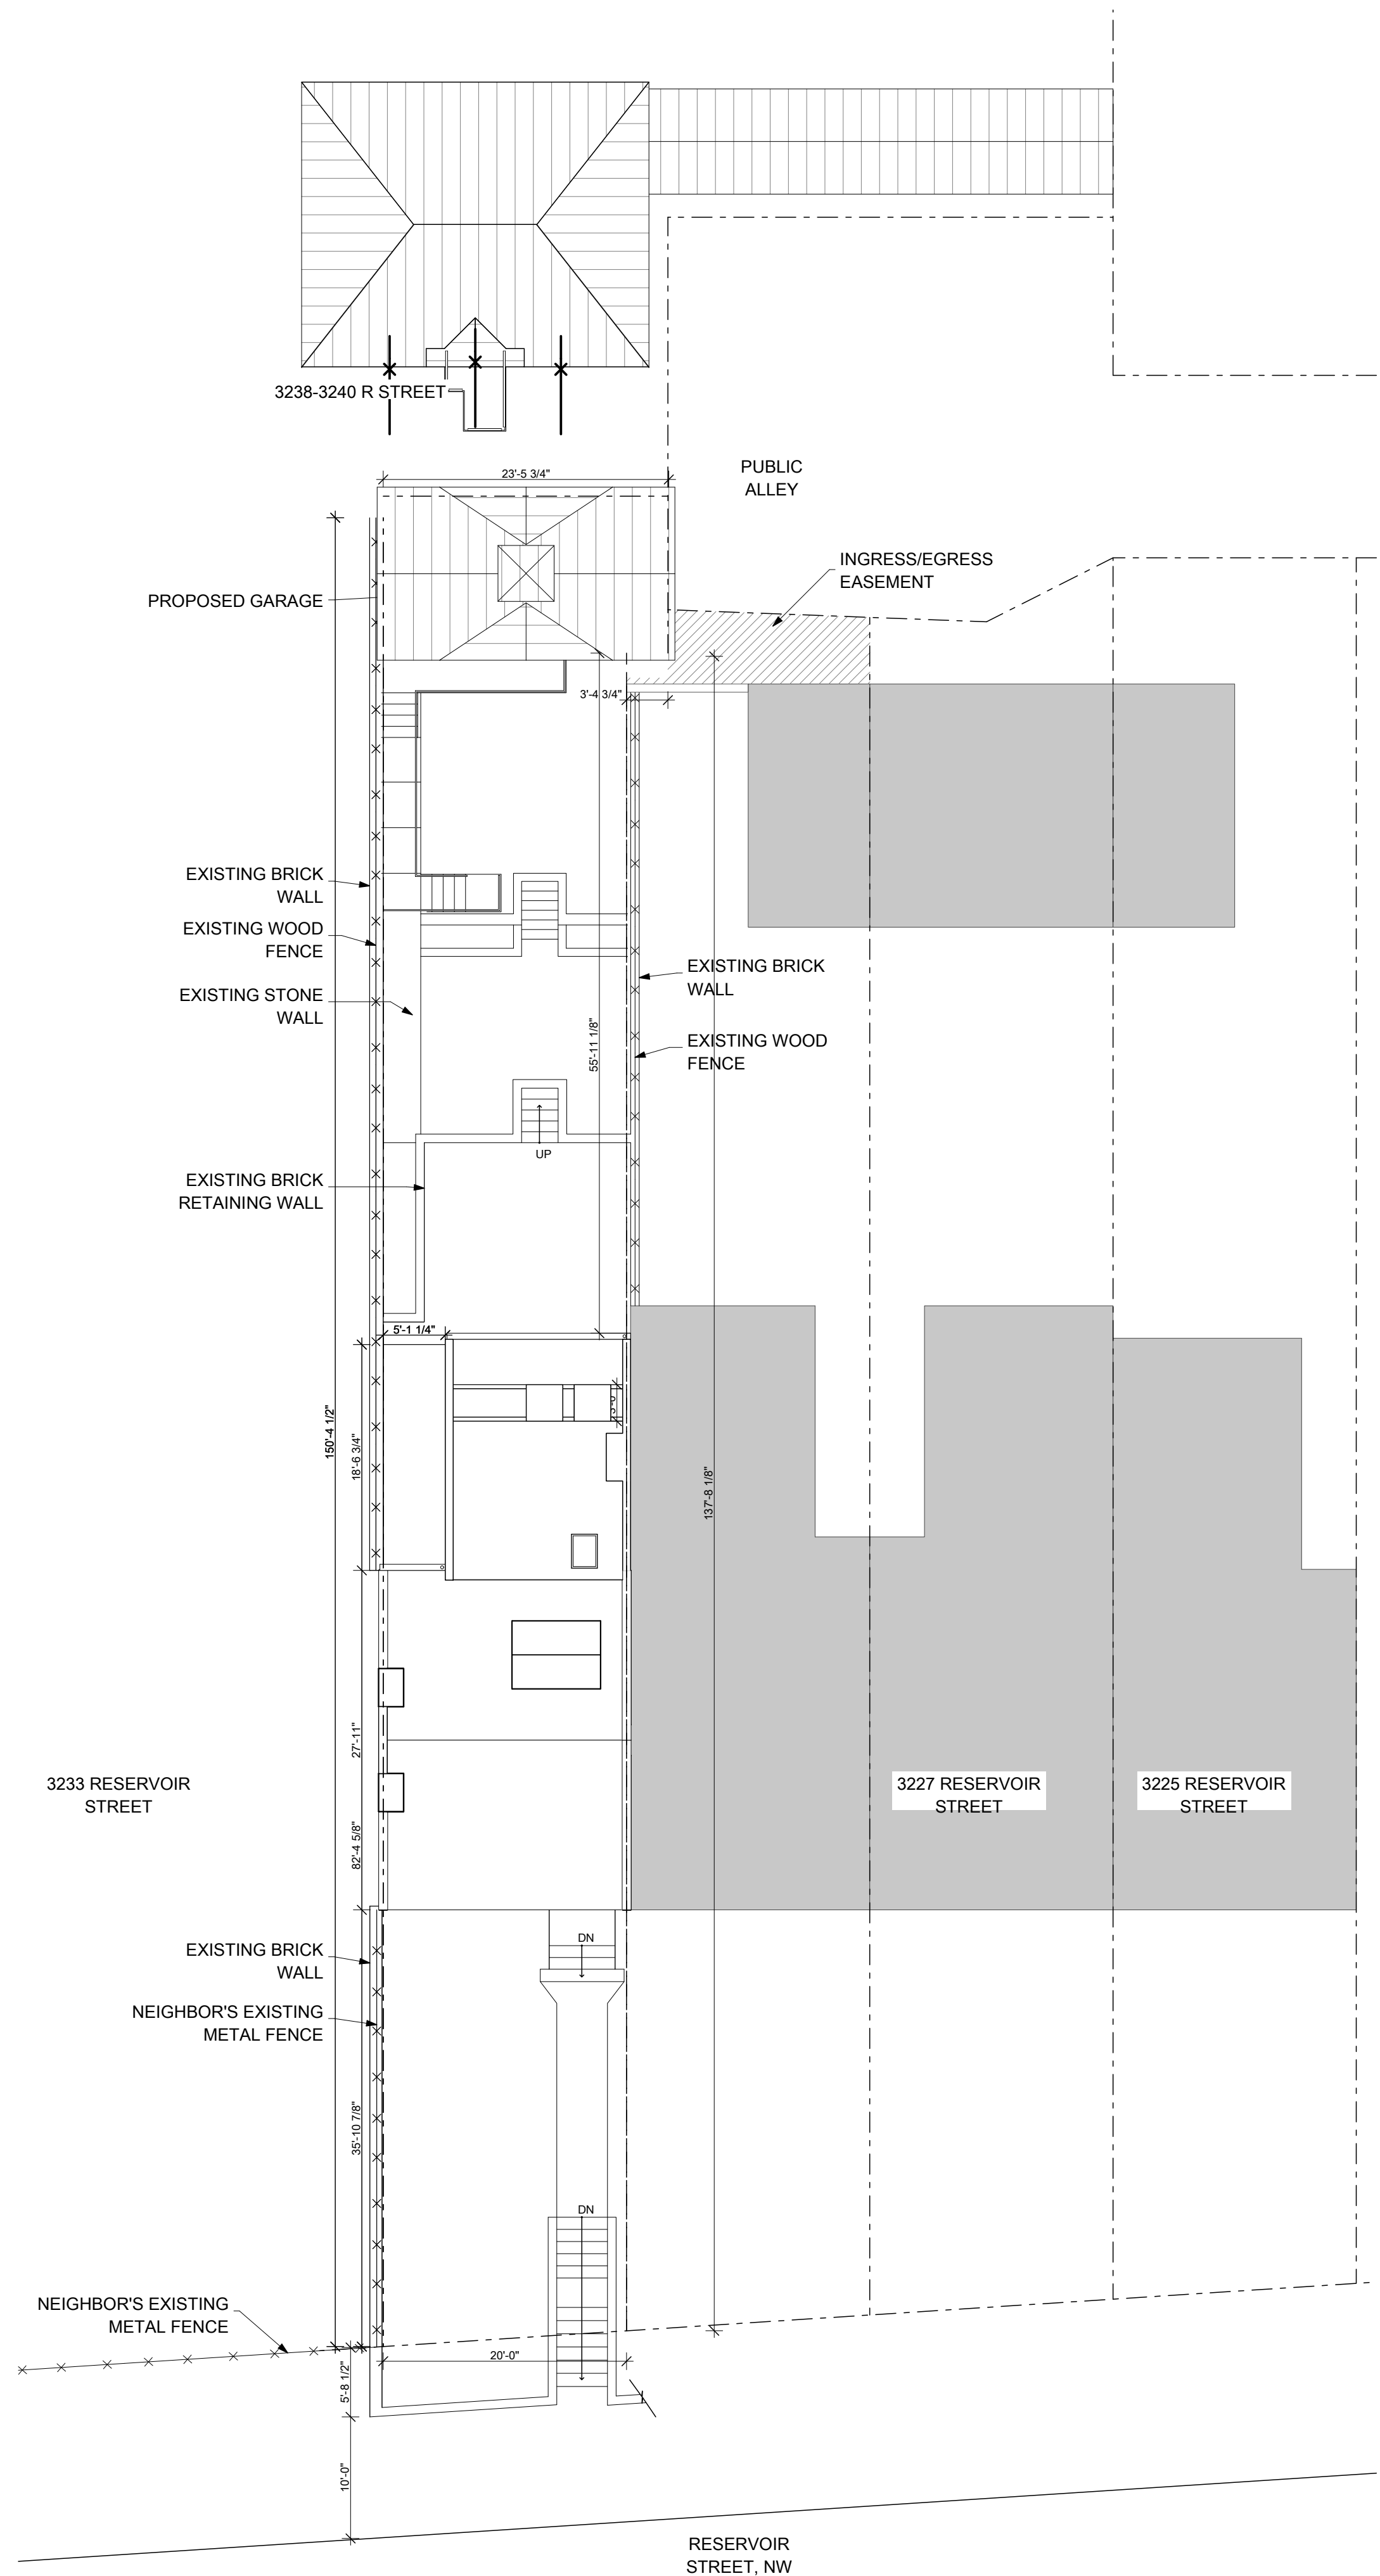 3238-3240 R STREET
PUBLIC
ALLEY
23'-5 3/4"
INGRESS/EGRESS
EASEMENT
PROPOSED GARAGE
3'-4 3/4"
EXISTING BRICK
WALL
EXISTING WOOD
FENCE
EXISTING STONE
WALL
EXISTING BRICK
WALL
EXISTING WOOD
FENCE
55'-11 1/8"
UP
EXISTING BRICK
RETAINING WALL
5'-1 1/4"
150'-4 1/2"
18'-6 3/4"
137'-8 1/8"
27'-11"
3233 RESERVOIR
STREET
3227 RESERVOIR
STREET
3225 RESERVOIR
STREET
82'-4 5/8"
EXISTING BRICK
WALL
DN
NEIGHBOR'S EXISTING
METAL FENCE
35'-10 7/8"
DN
NEIGHBOR'S EXISTING
METAL FENCE
20'-0"
5'-8 1/2"
10'-0"
RESERVOIR
STREET, NW